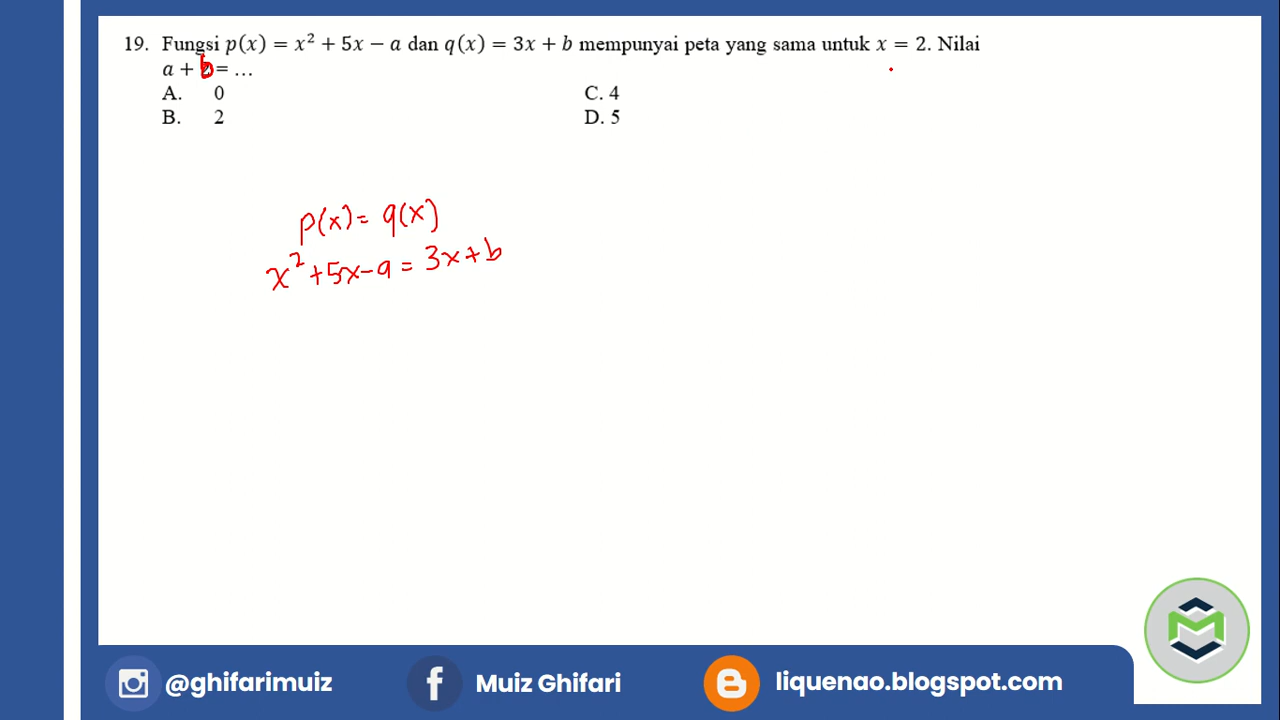 19. Fungsi p(x) = x² + 5x − a dan q(x) = 3x + b mempunyai peta yang sama untuk x = 2. Nilai
a + b = …
A. 0
C. 4
B. 2
D. 5
p(x) = q(x)
x² + 5x − a = 3x + b
@ghifarimuiz
Muiz Ghifari
liquenao.blogspot.com